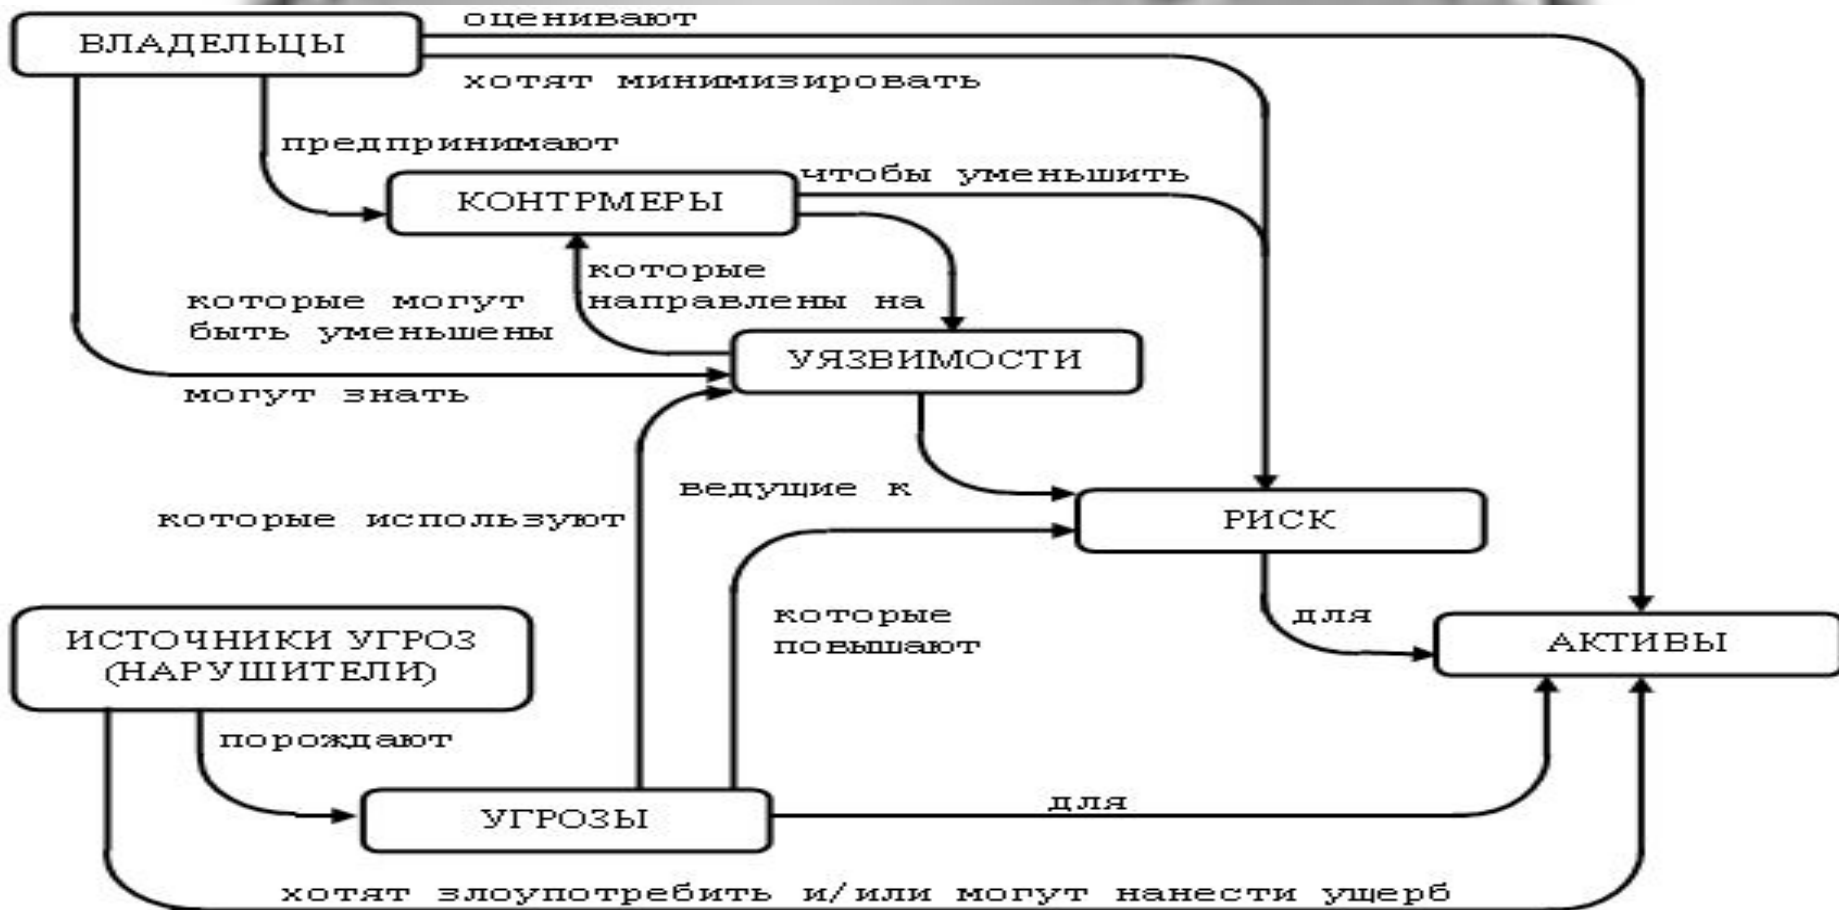 оценивают
ВЛАДЕЛЬЦЫ
хотят минимизировать
предпринимают
чтобы уменьшить
КОНТРМЕРЫ
которые
направлены на
которые могут
быть уменьшены
УЯЗВИМОСТИ
могут знать
ведущие к
которые используют
РИСК
которые
повышают
для
ИСТОЧНИКИ УГРОЗ
(НАРУШИТЕЛИ)
АКТИВЫ
порождают
УГРОЗЫ
для
хотят злоупотребить и/или могут нанести ущерб